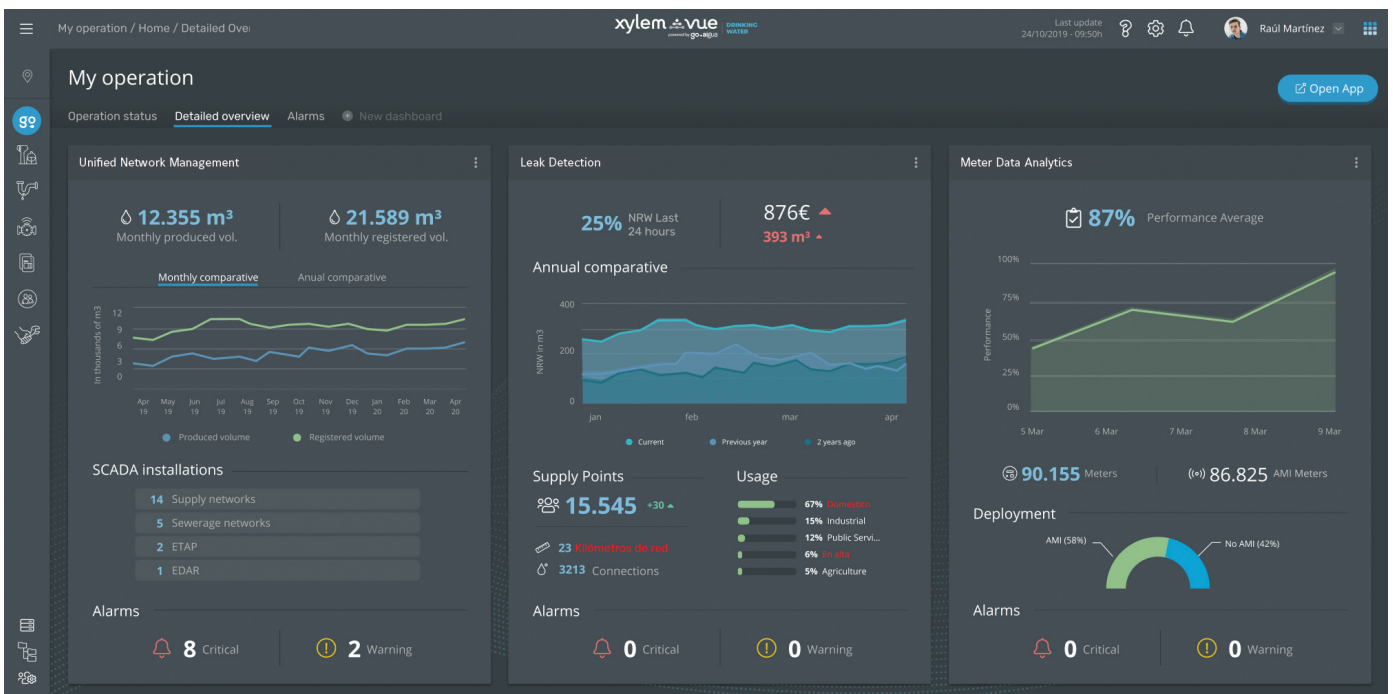 My operation / Home / Detailed Over
xylem vue DRINKING WATER
powered by go·aigua
Last update
24/10/2019 - 09:50h
Raúl Martínez
My operation
Open App
go
Operation status Detailed overview Alarms New dashboard
Unified Network Management
12.355 m³
Monthly produced vol.
21.589 m³
Monthly registered vol.
Monthly comparative Anual comparative
In thousands of m3
12
9
6
3
0
Apr May Jun Jul Aug Sep Oct Nov Dec Jan Feb Mar Apr
19 19 19 19 19 19 19 19 19 20 20 20 20
Produced volume Registered volume
SCADA installations
14 Supply networks
5 Sewerage networks
2 ETAP
1 EDAR
Alarms
8 Critical
2 Warning
Leak Detection
25% NRW Last
24 hours
876€
393 m³
Annual comparative
NRW in m3
400
200
0
jan feb mar apr
Current Previous year 2 years ago
Supply Points
15.545 +30
23 Kilómetros de red
3213 Connections
Usage
67% Doméstico
15% Industrial
12% Public Servi...
6% En alta
5% Agriculture
Alarms
0 Critical
0 Warning
Meter Data Analytics
87% Performance Average
Performance
100%
75%
50%
25%
0%
5 Mar 6 Mar 7 Mar 8 Mar 9 Mar
90.155 Meters
86.825 AMI Meters
Deployment
AMI (58%)
No AMI (42%)
Alarms
0 Critical
0 Warning